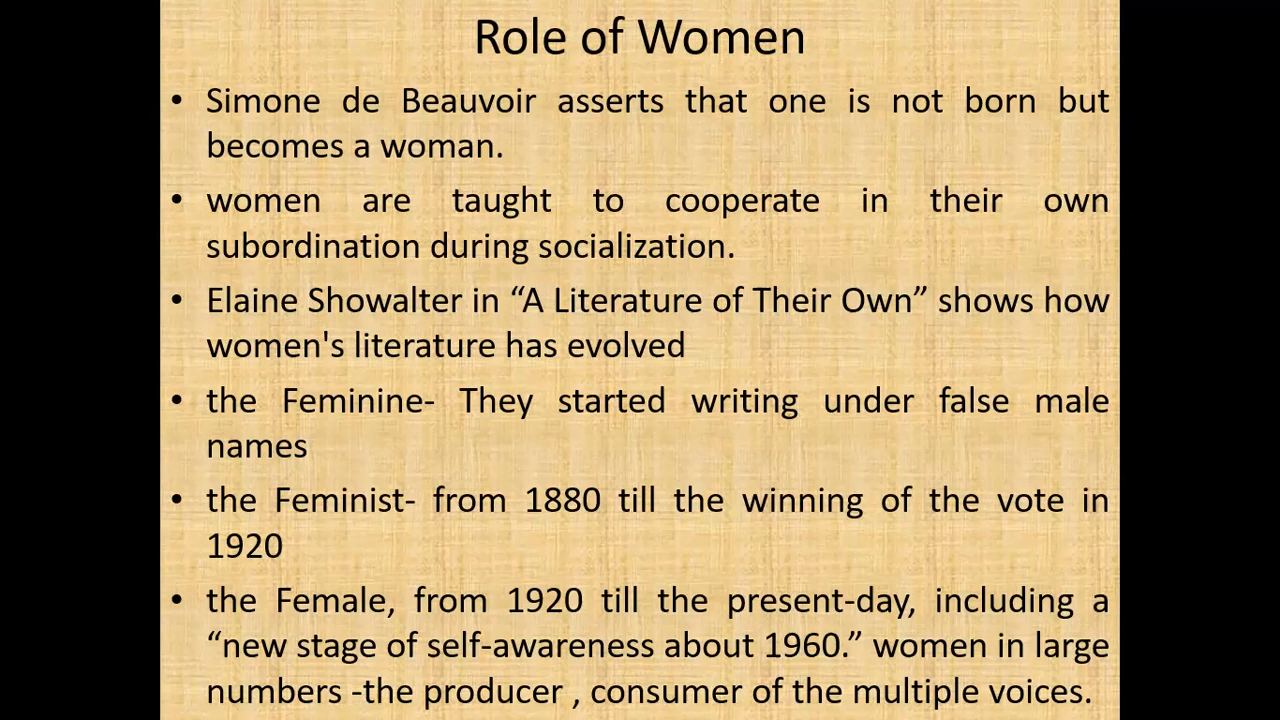 Role of Women
• Simone de Beauvoir asserts that one is not born but
becomes a woman.
• women are taught to cooperate in their own
subordination during socialization.
• Elaine Showalter in “A Literature of Their Own” shows how
women's literature has evolved
• the Feminine- They started writing under false male
names
• the Feminist- from 1880 till the winning of the vote in
1920
• the Female, from 1920 till the present-day, including a
“new stage of self-awareness about 1960.” women in large
numbers -the producer , consumer of the multiple voices.